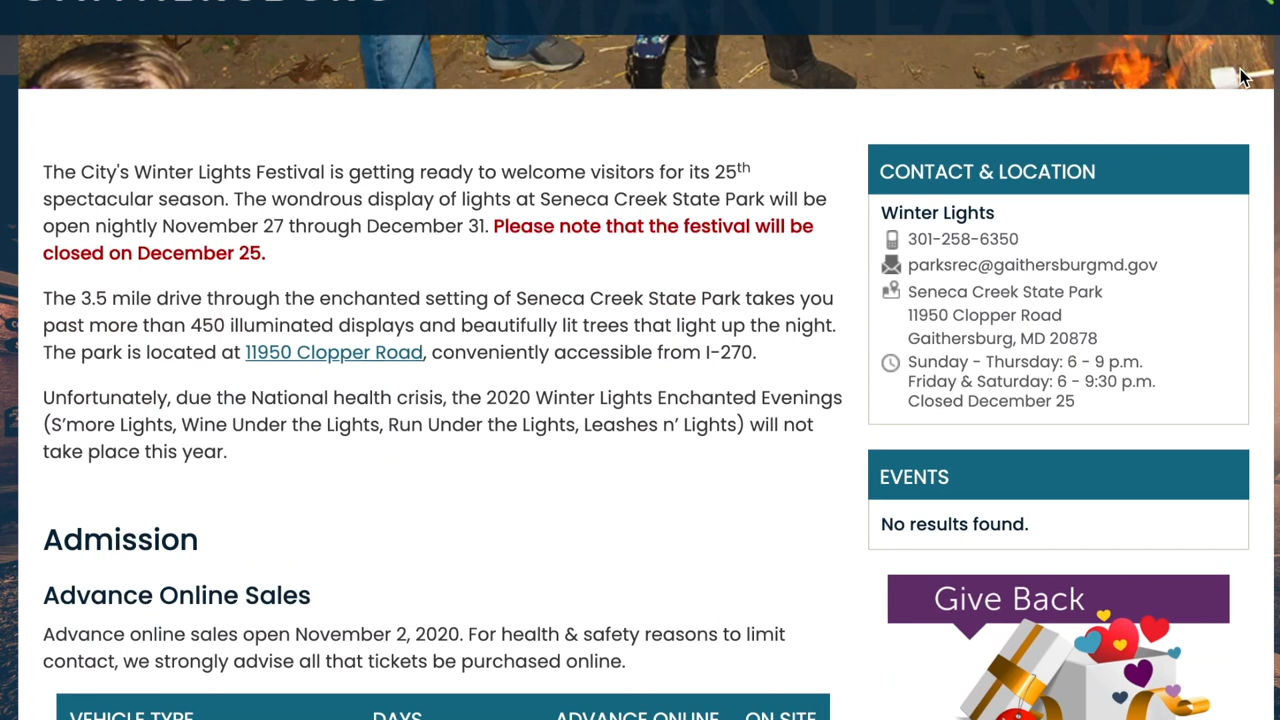 The City's Winter Lights Festival is getting ready to welcome visitors for its 25th
spectacular season. The wondrous display of lights at Seneca Creek State Park will be
open nightly November 27 through December 31. Please note that the festival will be
closed on December 25.
The 3.5 mile drive through the enchanted setting of Seneca Creek State Park takes you
past more than 450 illuminated displays and beautifully lit trees that light up the night.
The park is located at 11950 Clopper Road, conveniently accessible from I-270.
Unfortunately, due the National health crisis, the 2020 Winter Lights Enchanted Evenings
(S’more Lights, Wine Under the Lights, Run Under the Lights, Leashes n’ Lights) will not
take place this year.
Admission
Advance Online Sales
Advance online sales open November 2, 2020. For health & safety reasons to limit
contact, we strongly advise all that tickets be purchased online.
VEHICLE TYPE DAYS ADVANCE ONLINE ON SITE
CONTACT & LOCATION
Winter Lights
301-258-6350
parksrec@gaithersburgmd.gov
Seneca Creek State Park
11950 Clopper Road
Gaithersburg, MD 20878
Sunday - Thursday: 6 - 9 p.m.
Friday & Saturday: 6 - 9:30 p.m.
Closed December 25
EVENTS
No results found.
Give Back